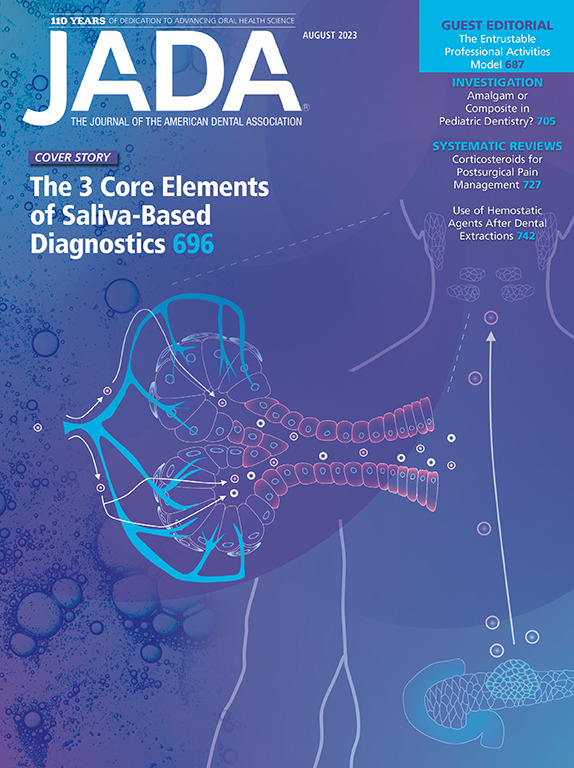 110 YEARS OF DEDICATION TO ADVANCING ORAL HEALTH SCIENCE
AUGUST 2023
JADA®
THE JOURNAL OF THE AMERICAN DENTAL ASSOCIATION
COVER STORY
The 3 Core Elements
of Saliva-Based
Diagnostics 696
GUEST EDITORIAL
The Entrustable
Professional Activities
Model 687
INVESTIGATION
Amalgam or
Composite in
Pediatric Dentistry? 705
SYSTEMATIC REVIEWS
Corticosteroids for
Postsurgical Pain
Management 727
Use of Hemostatic
Agents After Dental
Extractions 742